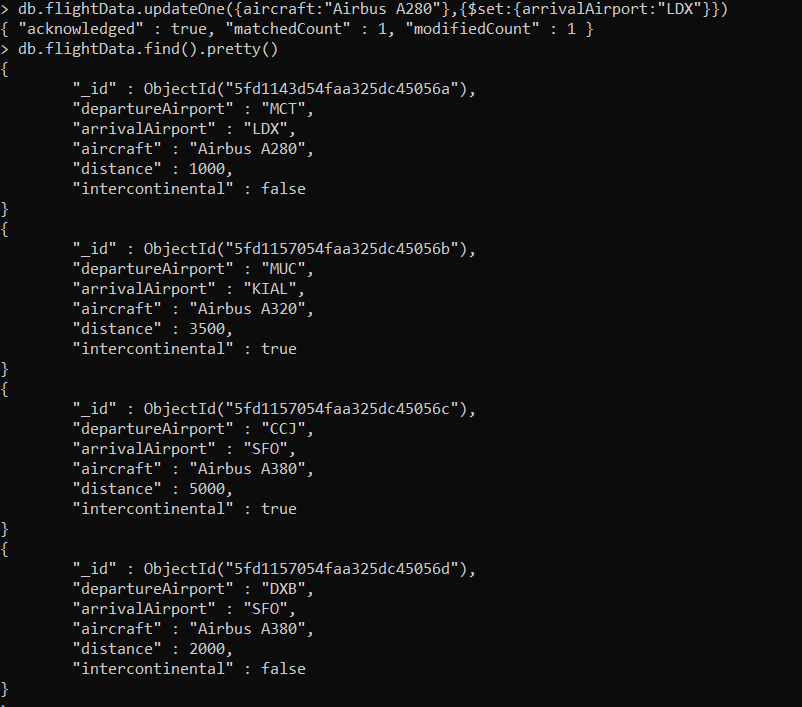 > db.flightData.updateOne({aircraft:"Airbus A280"},{$set:{arrivalAirport:"LDX"}})
{ "acknowledged" : true, "matchedCount" : 1, "modifiedCount" : 1 }
> db.flightData.find().pretty()
{
        "_id" : ObjectId("5fd1143d54faa325dc45056a"),
        "departureAirport" : "MCT",
        "arrivalAirport" : "LDX",
        "aircraft" : "Airbus A280",
        "distance" : 1000,
        "intercontinental" : false
}
{
        "_id" : ObjectId("5fd1157054faa325dc45056b"),
        "departureAirport" : "MUC",
        "arrivalAirport" : "KIAL",
        "aircraft" : "Airbus A320",
        "distance" : 3500,
        "intercontinental" : true
}
{
        "_id" : ObjectId("5fd1157054faa325dc45056c"),
        "departureAirport" : "CCJ",
        "arrivalAirport" : "SFO",
        "aircraft" : "Airbus A380",
        "distance" : 5000,
        "intercontinental" : true
}
{
        "_id" : ObjectId("5fd1157054faa325dc45056d"),
        "departureAirport" : "DXB",
        "arrivalAirport" : "SFO",
        "aircraft" : "Airbus A380",
        "distance" : 2000,
        "intercontinental" : false
}